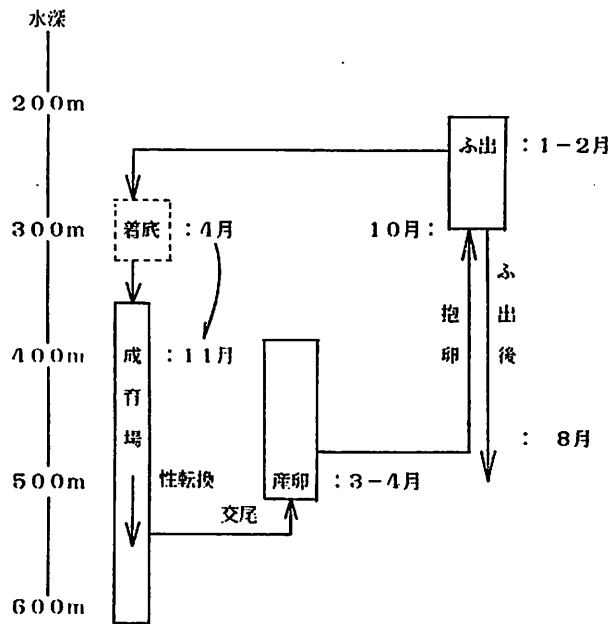 水深
200m
ふ出 :1-2月
300m
着底 :4月
10月:
抱卵
ふ出後
400m
成育場
:11月
:8月
500m
性転換
産卵 :3-4月
交尾
600m